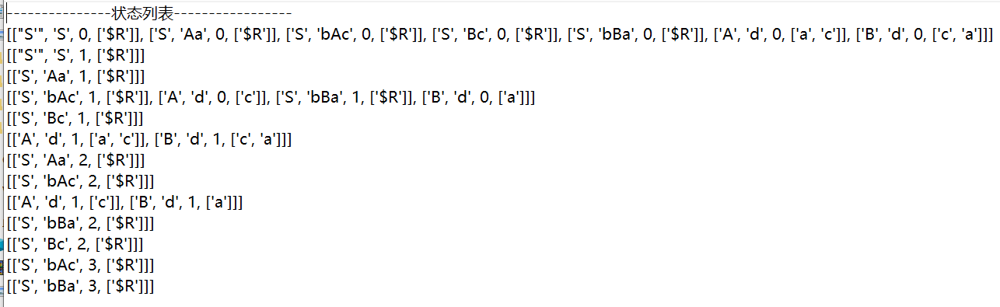 ---------------状态列表-----------------
[["S'", 'S', 0, ['$R']], ['S', 'Aa', 0, ['$R']], ['S', 'bAc', 0, ['$R']], ['S', 'Bc', 0, ['$R']], ['S', 'bBa', 0, ['$R']], ['A', 'd', 0, ['a', 'c']], ['B', 'd', 0, ['c', 'a']]]
[["S'", 'S', 1, ['$R']]]
[['S', 'Aa', 1, ['$R']]]
[['S', 'bAc', 1, ['$R']], ['A', 'd', 0, ['c']], ['S', 'bBa', 1, ['$R']], ['B', 'd', 0, ['a']]]
[['S', 'Bc', 1, ['$R']]]
[['A', 'd', 1, ['a', 'c']], ['B', 'd', 1, ['c', 'a']]]
[['S', 'Aa', 2, ['$R']]]
[['S', 'bAc', 2, ['$R']]]
[['A', 'd', 1, ['c']], ['B', 'd', 1, ['a']]]
[['S', 'bBa', 2, ['$R']]]
[['S', 'Bc', 2, ['$R']]]
[['S', 'bAc', 3, ['$R']]]
[['S', 'bBa', 3, ['$R']]]